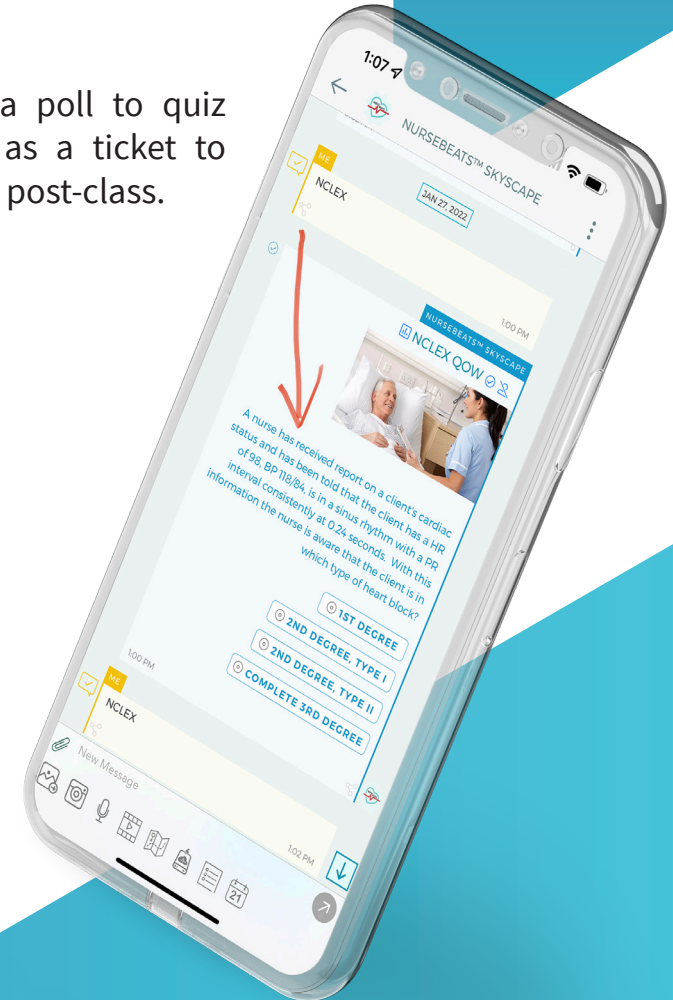 a poll to quiz
as a ticket to
post-class.
1:07
NURSEBEATS™ SKYSCAPE
JAN 27, 2022
ME
NCLEX
1:00 PM
NURSEBEATS™ SKYSCAPE
NCLEX QOW
A nurse has received report on a client's cardiac
status and has been told that the client has a HR
of 98, BP 118/84, is in a sinus rhythm with a PR
interval consistently at 0.24 seconds. With this
information the nurse is aware that the client is in
which type of heart block?
1ST DEGREE
2ND DEGREE, TYPE I
2ND DEGREE, TYPE II
COMPLETE 3RD DEGREE
1:00 PM
ME
NCLEX
1:02 PM
New Message
21